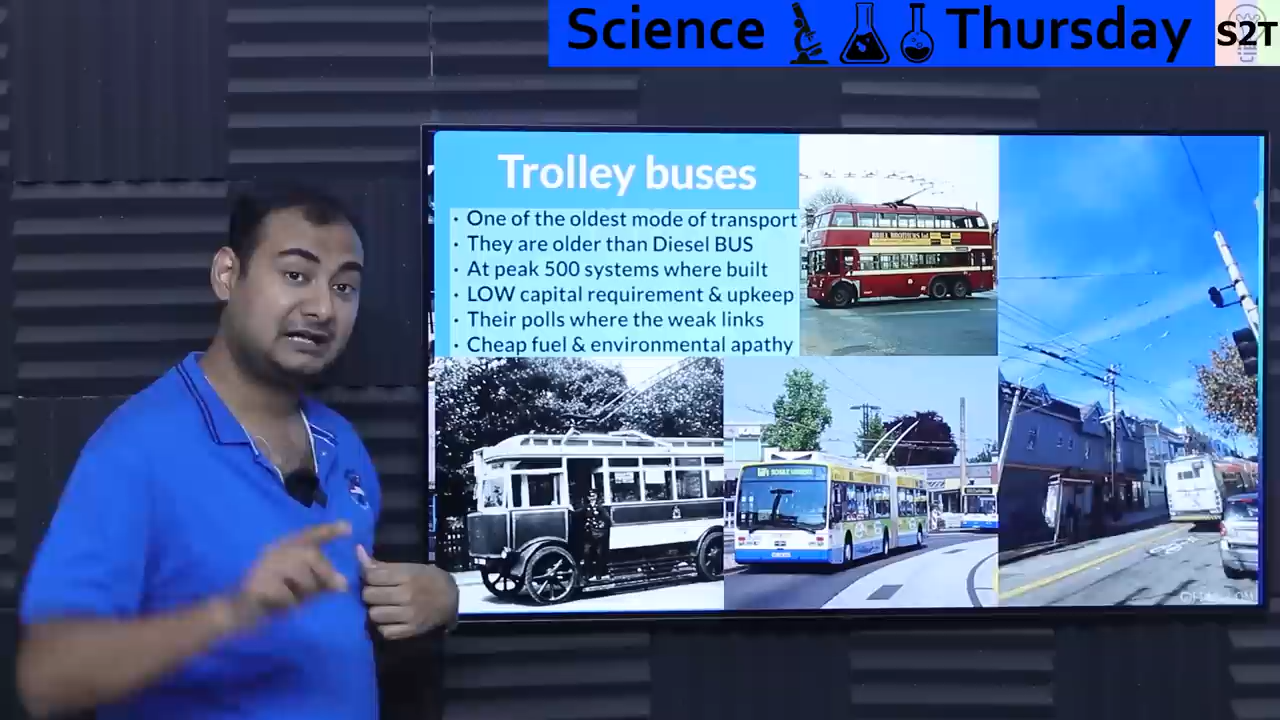 Science Thursday
S2T
Trolley buses
• One of the oldest mode of transport
• They are older than Diesel BUS
• At peak 500 systems where built
• LOW capital requirement & upkeep
• Their polls where the weak links
• Cheap fuel & environmental apathy